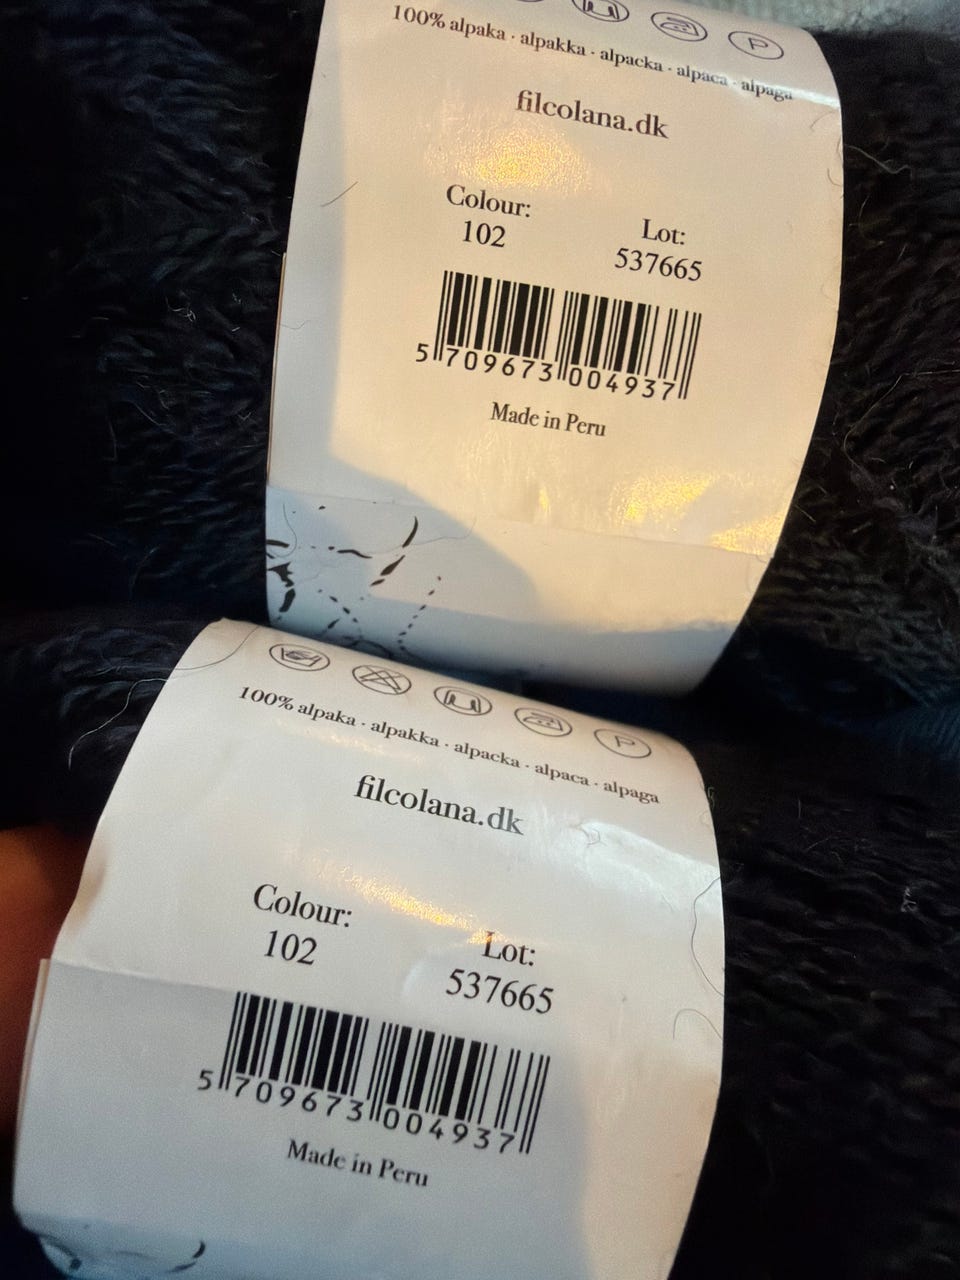 100% alpaka · alpakka · alpacka · alpaca · alpaga
filcolana.dk
Colour:
102
Lot:
537665
5 709673 004937
Made in Peru
P
100% alpaka · alpakka · alpacka · alpaca · alpaga
filcolana.dk
Colour:
102
Lot:
537665
5 709673 004937
Made in Peru